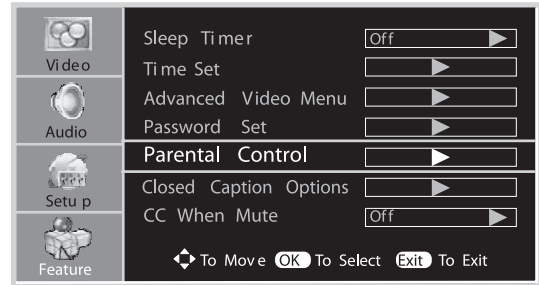 Video
Audio
Setup
Feature
Sleep Timer Off
Time Set
Advanced Video Menu
Password Set
Parental Control
Closed Caption Options
CC When Mute Off
To Move OK To Select Exit To Exit